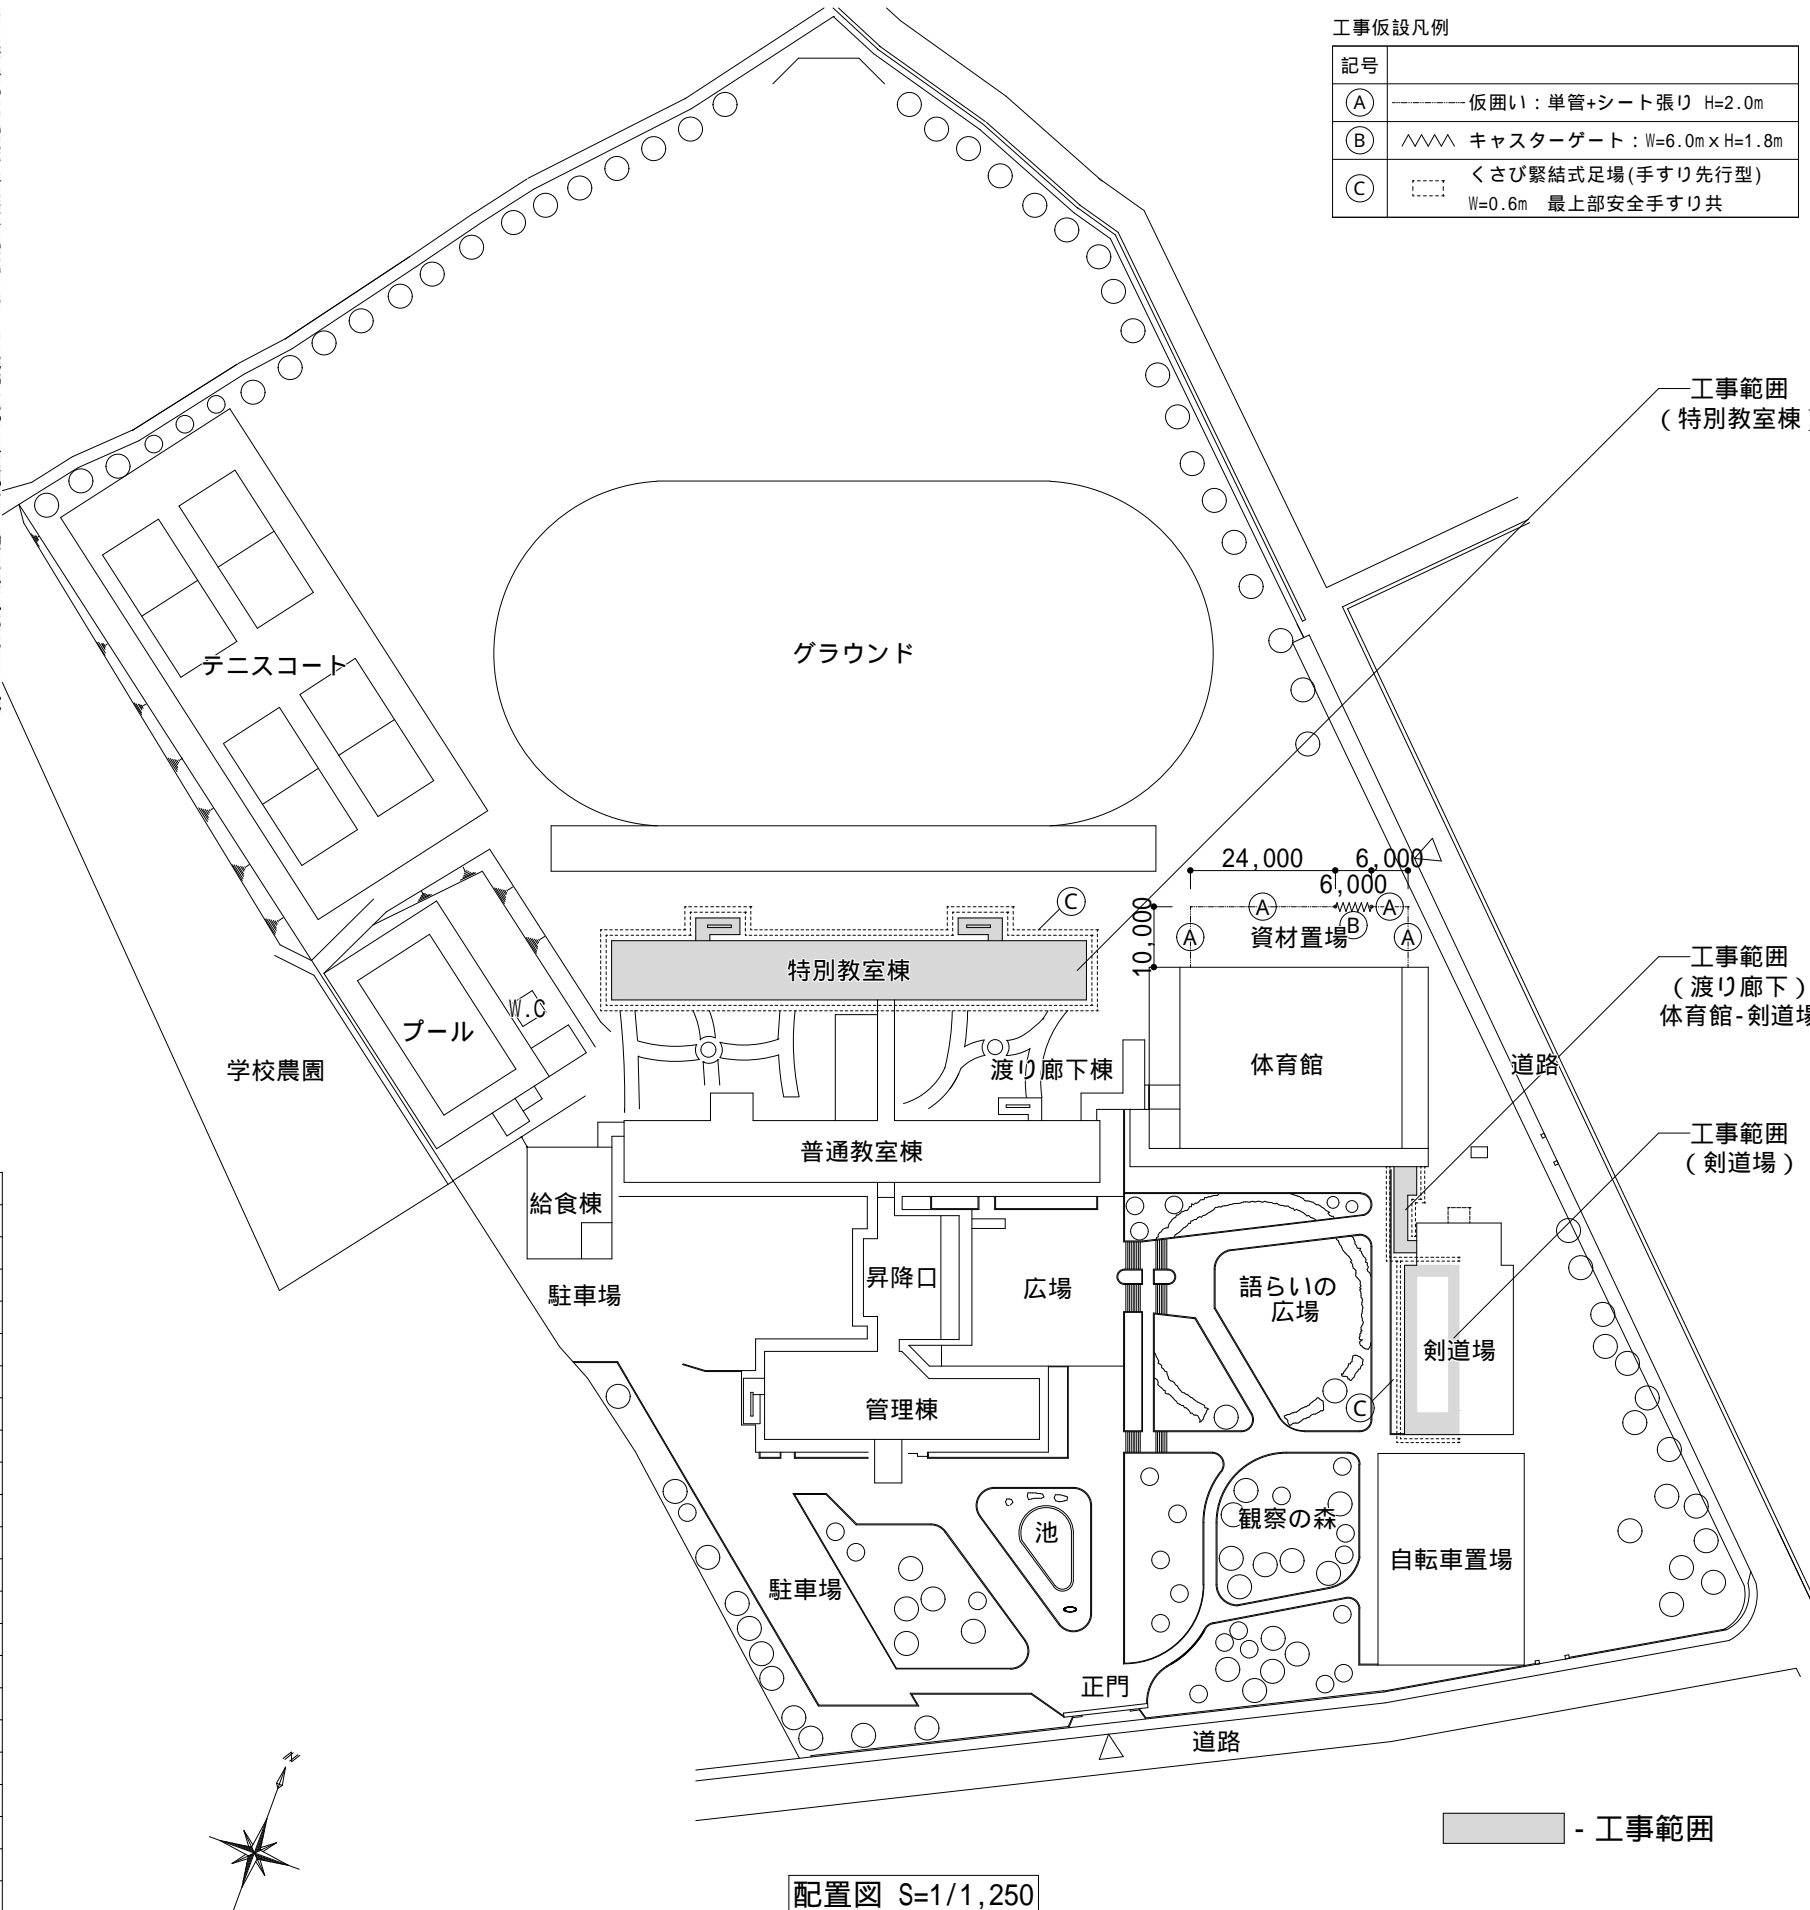 工事仮設凡例
記号
A 仮囲い：単管+シート張り H=2.0m
B キャスターゲート：W=6.0m x H=1.8m
C くさび緊結式足場(手すり先行型)
W=0.6m 最上部安全手すり共
工事範囲
（特別教室棟）
グラウンド
テニスコート
24,000
6,000
6,000
10,000
A
A
A
A
B
C
資材置場
特別教室棟
工事範囲
（渡り廊下）
体育館-剣道場
W.C
プール
学校農園
渡り廊下棟
体育館
道路
工事範囲
（剣道場）
普通教室棟
給食棟
昇降口
広場
語らいの
広場
駐車場
剣道場
C
管理棟
観察の森
池
自転車置場
駐車場
正門
道路
N
- 工事範囲
配置図 S=1/1,250